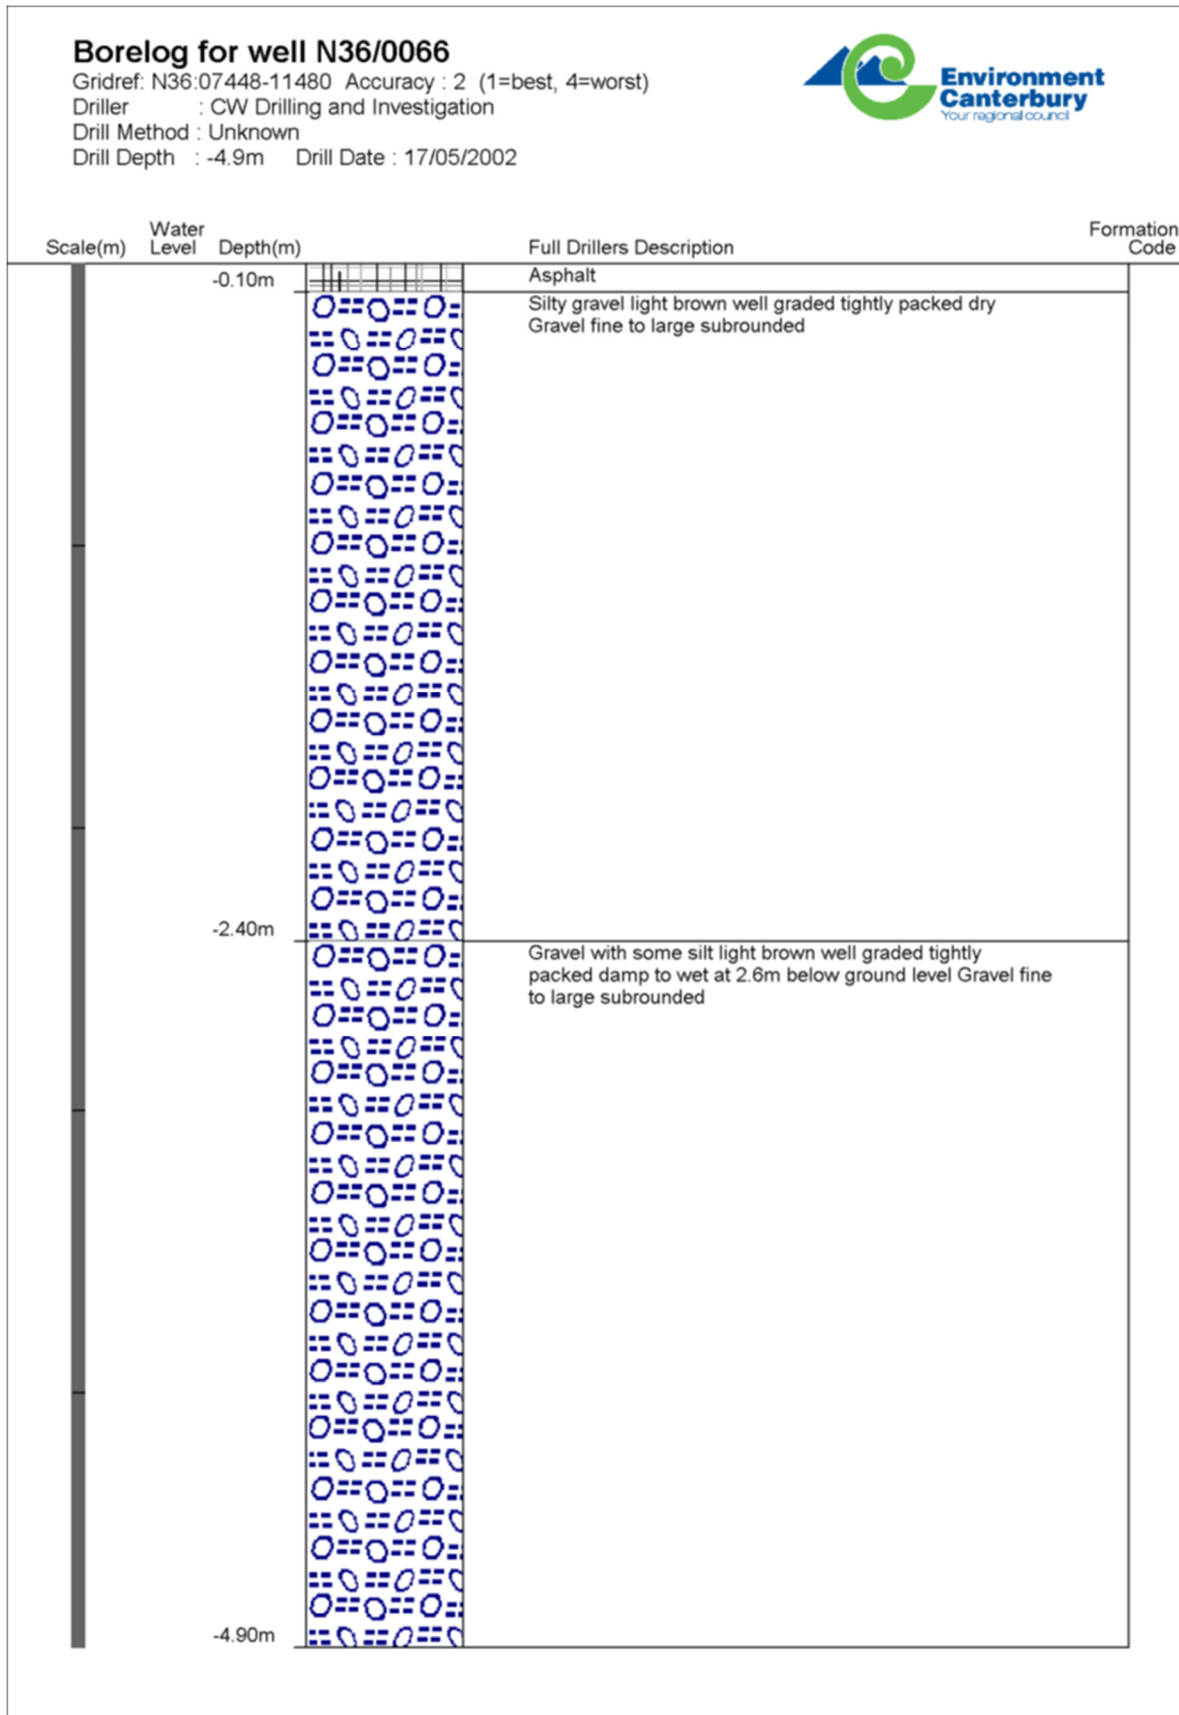 Borelog for well N36/0066
Gridref: N36:07448-11480 Accuracy : 2 (1=best, 4=worst)
Driller : CW Drilling and Investigation
Drill Method : Unknown
Drill Depth : -4.9m Drill Date : 17/05/2002
Environment
Canterbury
Your regional council
Scale(m) Water Level Depth(m) Full Drillers Description Formation Code
-0.10m Asphalt
Silty gravel light brown well graded tightly packed dry
Gravel fine to large subrounded
-2.40m
Gravel with some silt light brown well graded tightly
packed damp to wet at 2.6m below ground level Gravel fine
to large subrounded
-4.90m